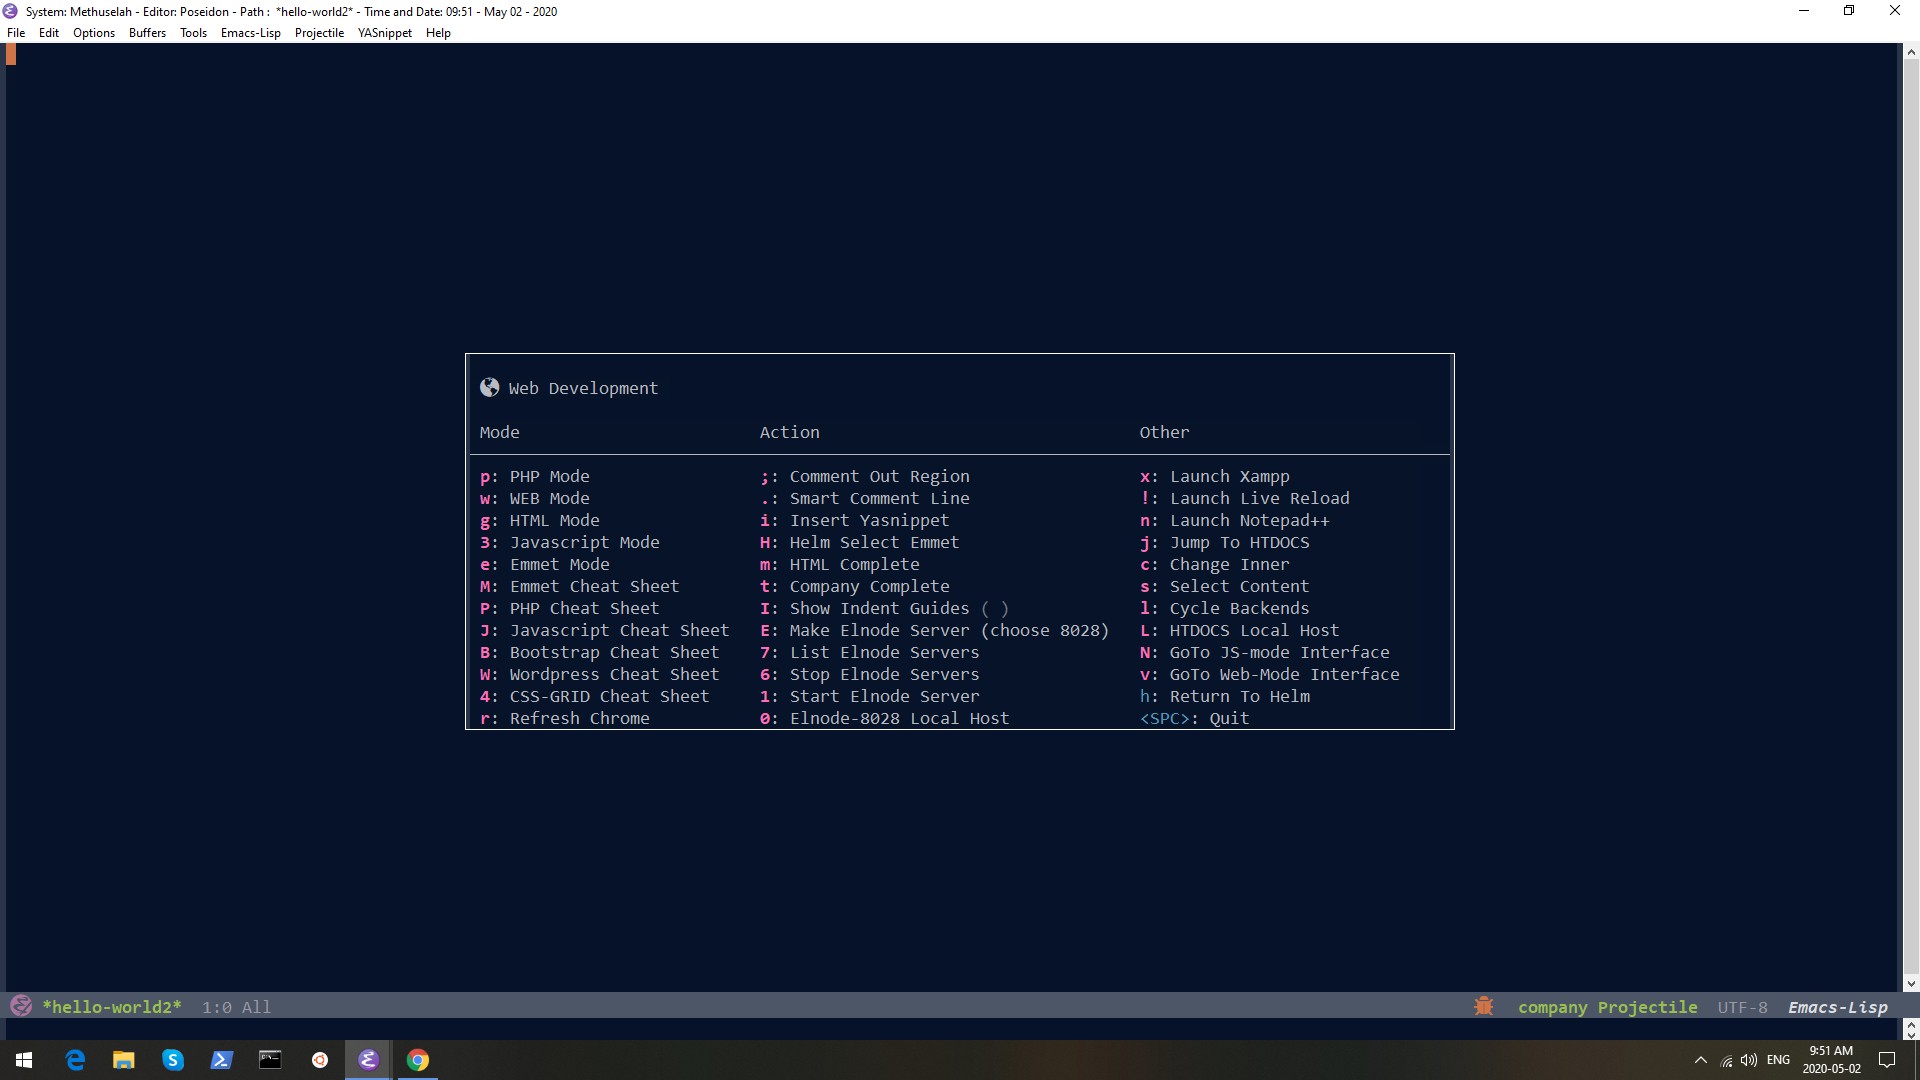 System: Methuselah - Editor: Poseidon - Path : *hello-world2* - Time and Date: 09:51 - May 02 - 2020
File Edit Options Buffers Tools Emacs-Lisp Projectile YASnippet Help
Web Development
Mode Action Other
p: PHP Mode ;: Comment Out Region x: Launch Xampp
w: WEB Mode .: Smart Comment Line !: Launch Live Reload
g: HTML Mode i: Insert Yasnippet n: Launch Notepad++
3: Javascript Mode H: Helm Select Emmet j: Jump To HTDOCS
e: Emmet Mode m: HTML Complete c: Change Inner
M: Emmet Cheat Sheet t: Company Complete s: Select Content
P: PHP Cheat Sheet I: Show Indent Guides ( ) l: Cycle Backends
J: Javascript Cheat Sheet E: Make Elnode Server (choose 8028) L: HTDOCS Local Host
B: Bootstrap Cheat Sheet 7: List Elnode Servers N: GoTo JS-mode Interface
W: Wordpress Cheat Sheet 6: Stop Elnode Servers v: GoTo Web-Mode Interface
4: CSS-GRID Cheat Sheet 1: Start Elnode Server h: Return To Helm
r: Refresh Chrome 0: Elnode-8028 Local Host <SPC>: Quit
*hello-world2* 1:0 All company Projectile UTF-8 Emacs-Lisp
ENG 9:51 AM
2020-05-02